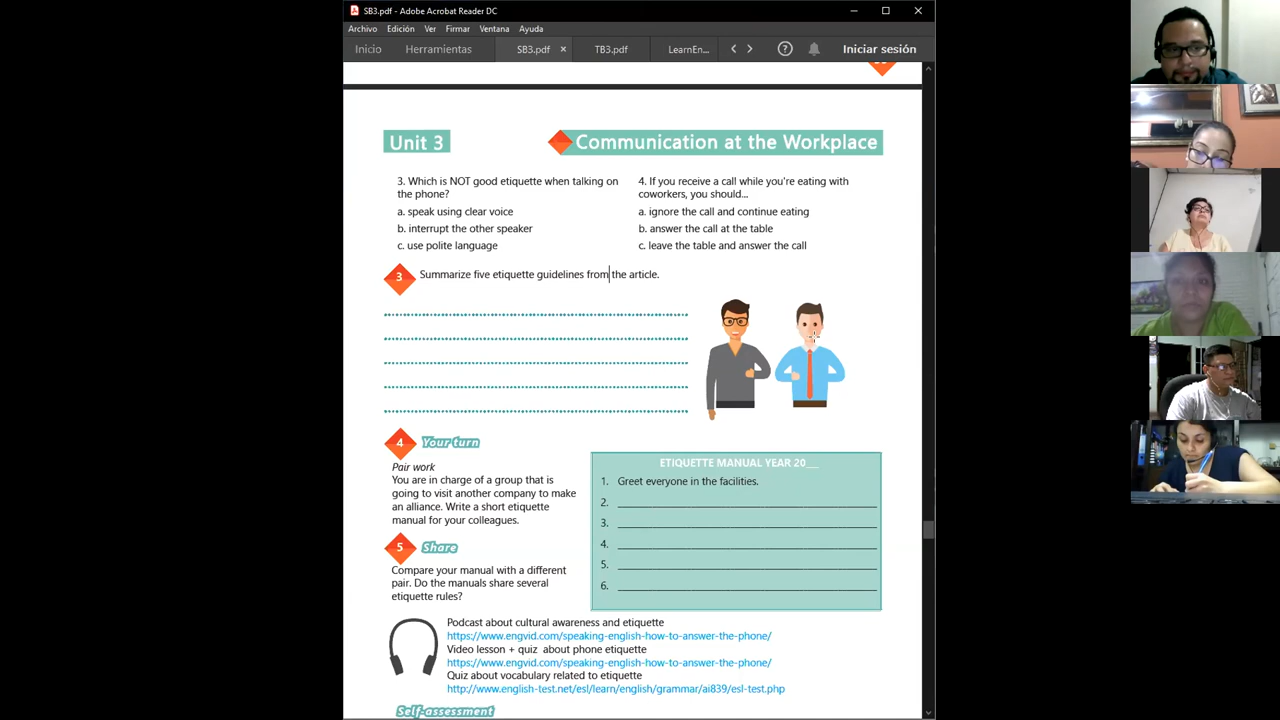 SB3.pdf - Adobe Acrobat Reader DC
Archivo Edición Ver Firmar Ventana Ayuda
Inicio Herramientas SB3.pdf × TB3.pdf LearnEn... Iniciar sesión
Unit 3
Communication at the Workplace
3. Which is NOT good etiquette when talking on
the phone?
a. speak using clear voice
b. interrupt the other speaker
c. use polite language
4. If you receive a call while you're eating with
coworkers, you should...
a. ignore the call and continue eating
b. answer the call at the table
c. leave the table and answer the call
3 Summarize five etiquette guidelines from the article.
4 Your turn
Pair work
You are in charge of a group that is
going to visit another company to make
an alliance. Write a short etiquette
manual for your colleagues.
5 Share
Compare your manual with a different
pair. Do the manuals share several
etiquette rules?
ETIQUETTE MANUAL YEAR 20__
1. Greet everyone in the facilities.
2.
3.
4.
5.
6.
Podcast about cultural awareness and etiquette
https://www.engvid.com/speaking-english-how-to-answer-the-phone/
Video lesson + quiz about phone etiquette
https://www.engvid.com/speaking-english-how-to-answer-the-phone/
Quiz about vocabulary related to etiquette
http://www.english-test.net/esl/learn/english/grammar/ai839/esl-test.php
Self-assessment